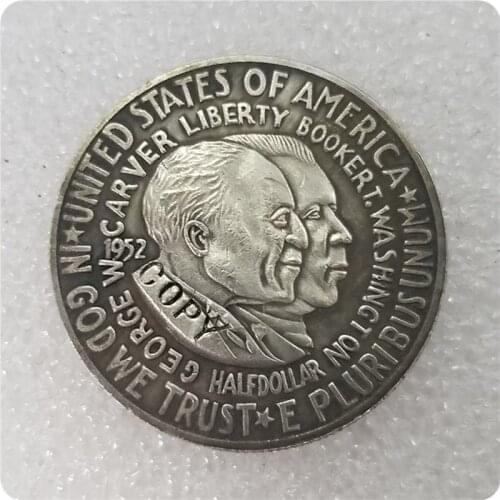 ★ UNITED STATES OF AMERICA ★
E PLURIBUS UNUM
IN GOD WE TRUST ★
GEORGE W CARVER LIBERTY BOOKER T. WASHINGTON
HALF DOLLAR
1952
COPY